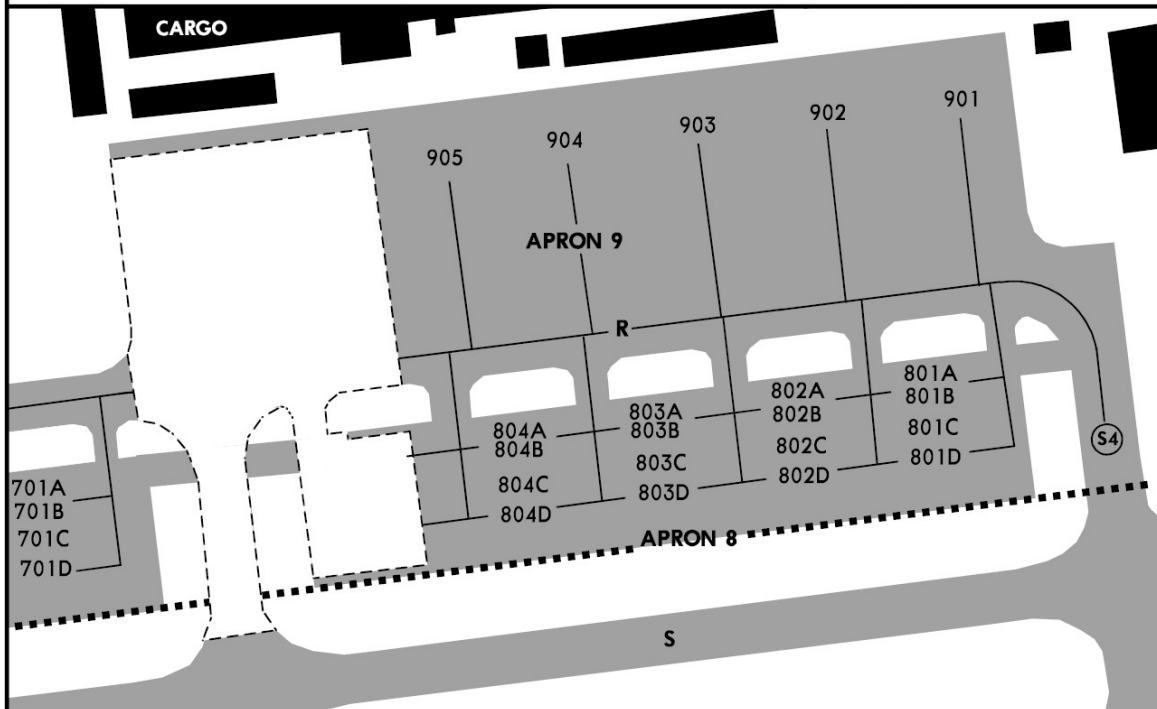 CARGO
901
902
903
904
905
APRON 9
R
801A
801B
801C
801D
802A
802B
802C
802D
803A
803B
803C
803D
804A
804B
804C
804D
S4
701A
701B
701C
701D
APRON 8
S